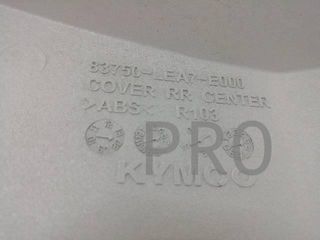 83750-LEA7-E000
COVER RR CENTER
>ABS< R103
PRO
KYMCO